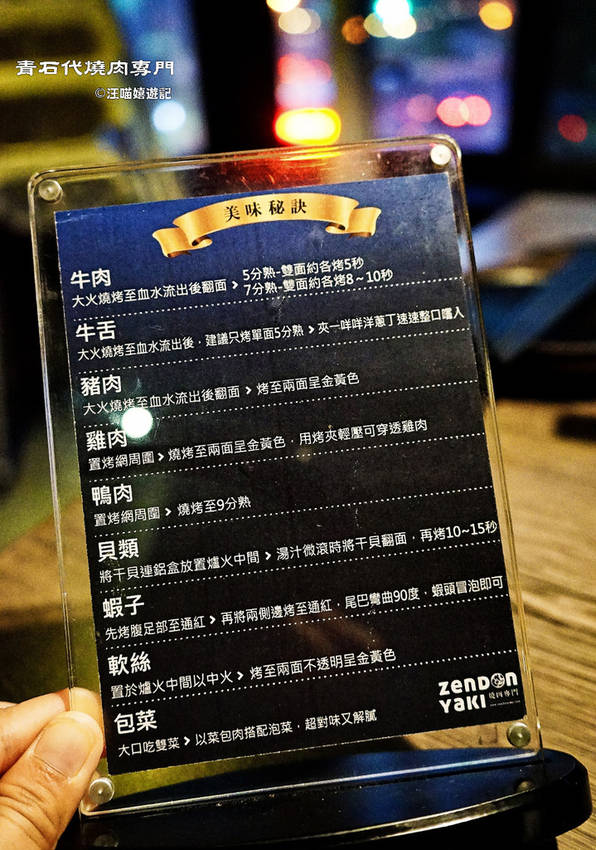 青石代燒肉專門
©汪喵嬉遊記
美味秘訣
牛肉
大火燒烤至血水流出後翻面 > 5分熟-雙面約各烤5秒
7分熟-雙面約各烤8~10秒
牛舌
大火燒烤至血水流出後，建議只烤單面5分熟 > 夾一咩咩洋蔥丁速速整口嚐入
豬肉
大火燒烤至血水流出後翻面 > 烤至兩面呈金黃色
雞肉
置烤網周圍 > 燒烤至兩面呈金黃色，用烤夾輕壓可穿透雞肉
鴨肉
置烤網周圍 > 燒烤至9分熟
貝類
將干貝連鋁盒放置爐火中間 > 湯汁微滾時將干貝翻面，再烤10~15秒
蝦子
先烤腹足部至通紅 > 再將兩側邊烤至通紅，尾巴彎曲90度，蝦頭冒泡即可
軟絲
置於爐火中間以中火 > 烤至兩面不透明呈金黃色
包菜
大口吃雙菜 > 以菜包肉搭配泡菜，超對味又解膩
ZENDON
YAKI 燒肉專門